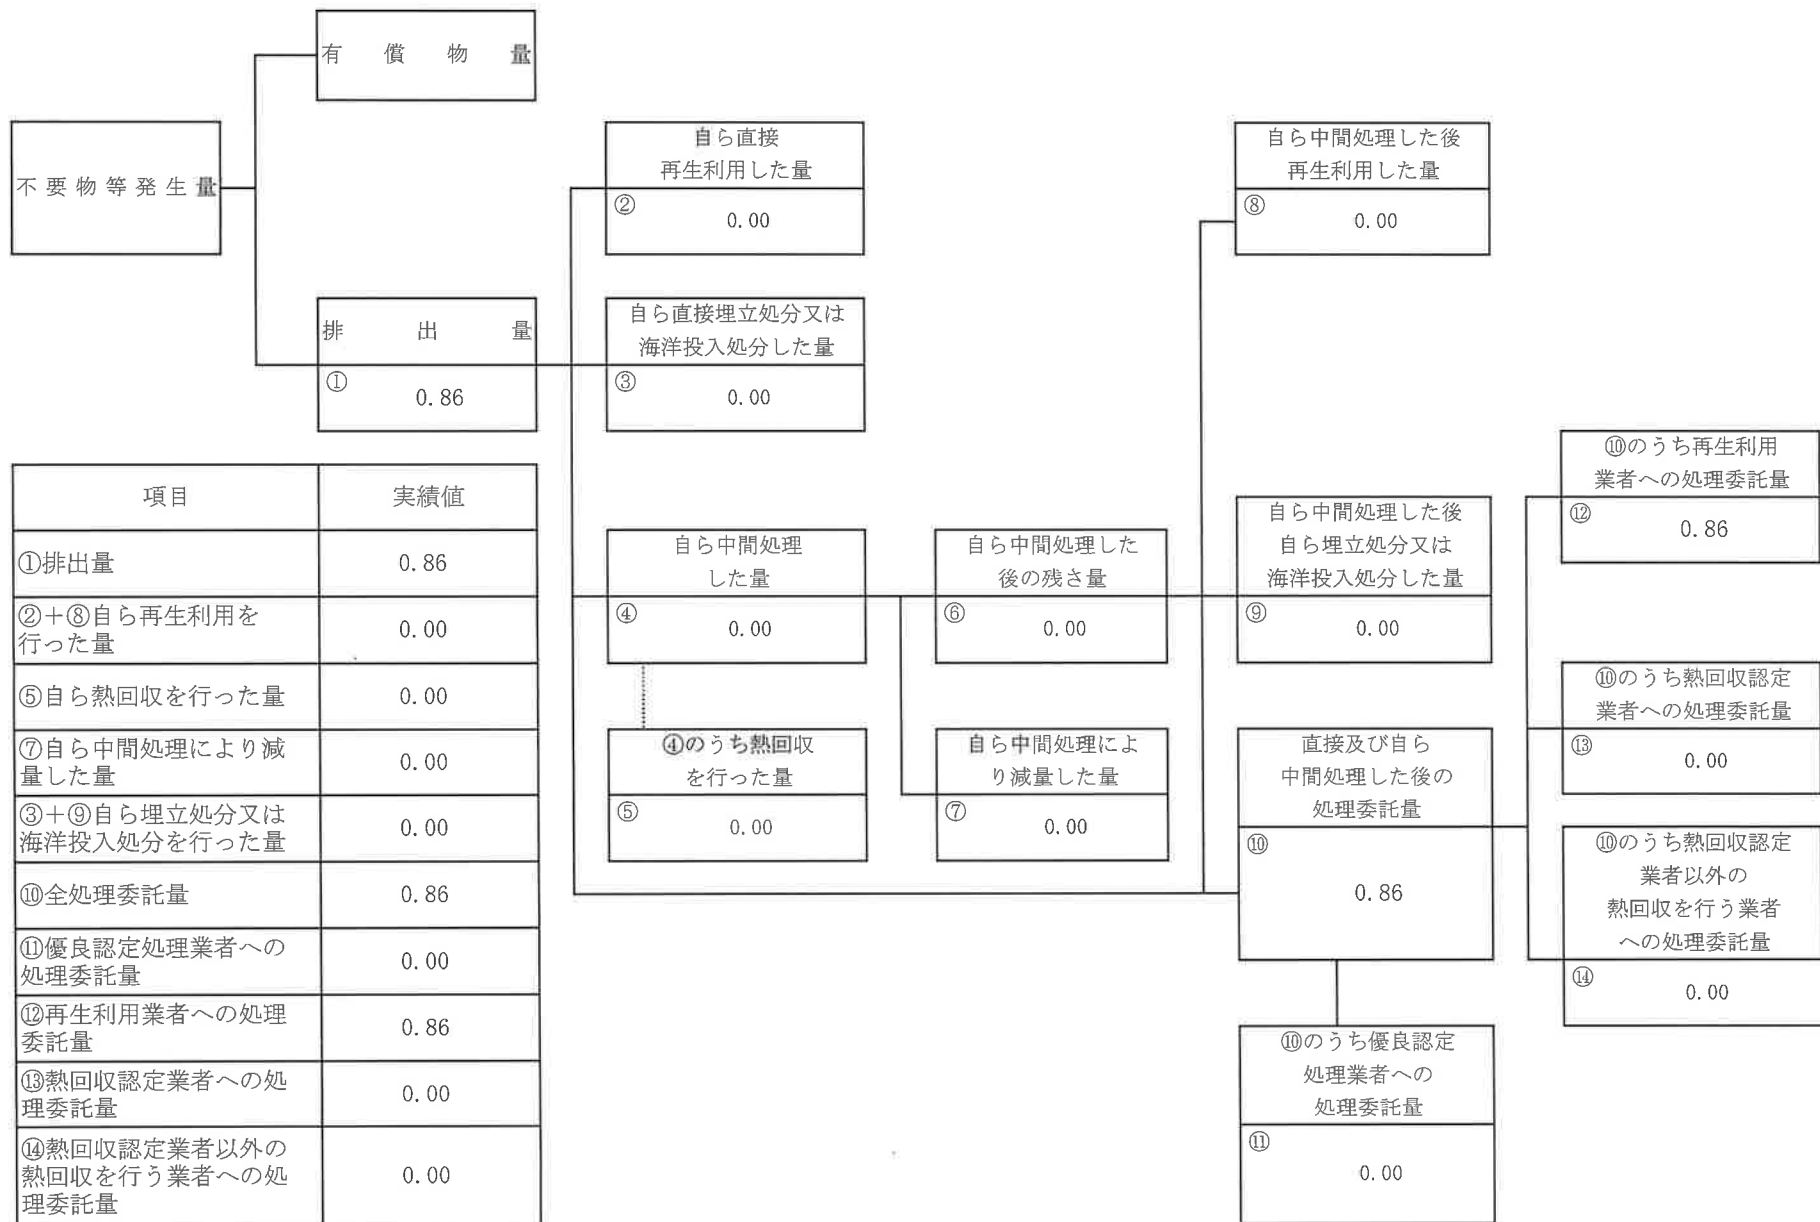 有償物量
不要物等発生量
排出量
①
0.86
自ら直接
再生利用した量
②
0.00
自ら直接埋立処分又は
海洋投入処分した量
③
0.00
自ら中間処理した後
再生利用した量
⑧
0.00
自ら中間処理
した量
④
0.00
自ら中間処理した
後の残さ量
⑥
0.00
自ら中間処理した後
自ら埋立処分又は
海洋投入処分した量
⑨
0.00
④のうち熱回収
を行った量
⑤
0.00
自ら中間処理によ
り減量した量
⑦
0.00
直接及び自ら
中間処理した後の
処理委託量
⑩
0.86
⑩のうち再生利用
業者への処理委託量
⑫
0.86
⑩のうち熱回収認定
業者への処理委託量
⑬
0.00
⑩のうち熱回収認定
業者以外の
熱回収を行う業者
への処理委託量
⑭
0.00
⑩のうち優良認定
処理業者への
処理委託量
⑪
0.00
項目 実績値
①排出量 0.86
②+⑧自ら再生利用を
行った量 0.00
⑤自ら熱回収を行った量 0.00
⑦自ら中間処理により減
量した量 0.00
③+⑨自ら埋立処分又は
海洋投入処分を行った量 0.00
⑩全処理委託量 0.86
⑪優良認定処理業者への
処理委託量 0.00
⑫再生利用業者への処理
委託量 0.86
⑬熱回収認定業者への処
理委託量 0.00
⑭熱回収認定業者以外の
熱回収を行う業者への処
理委託量 0.00